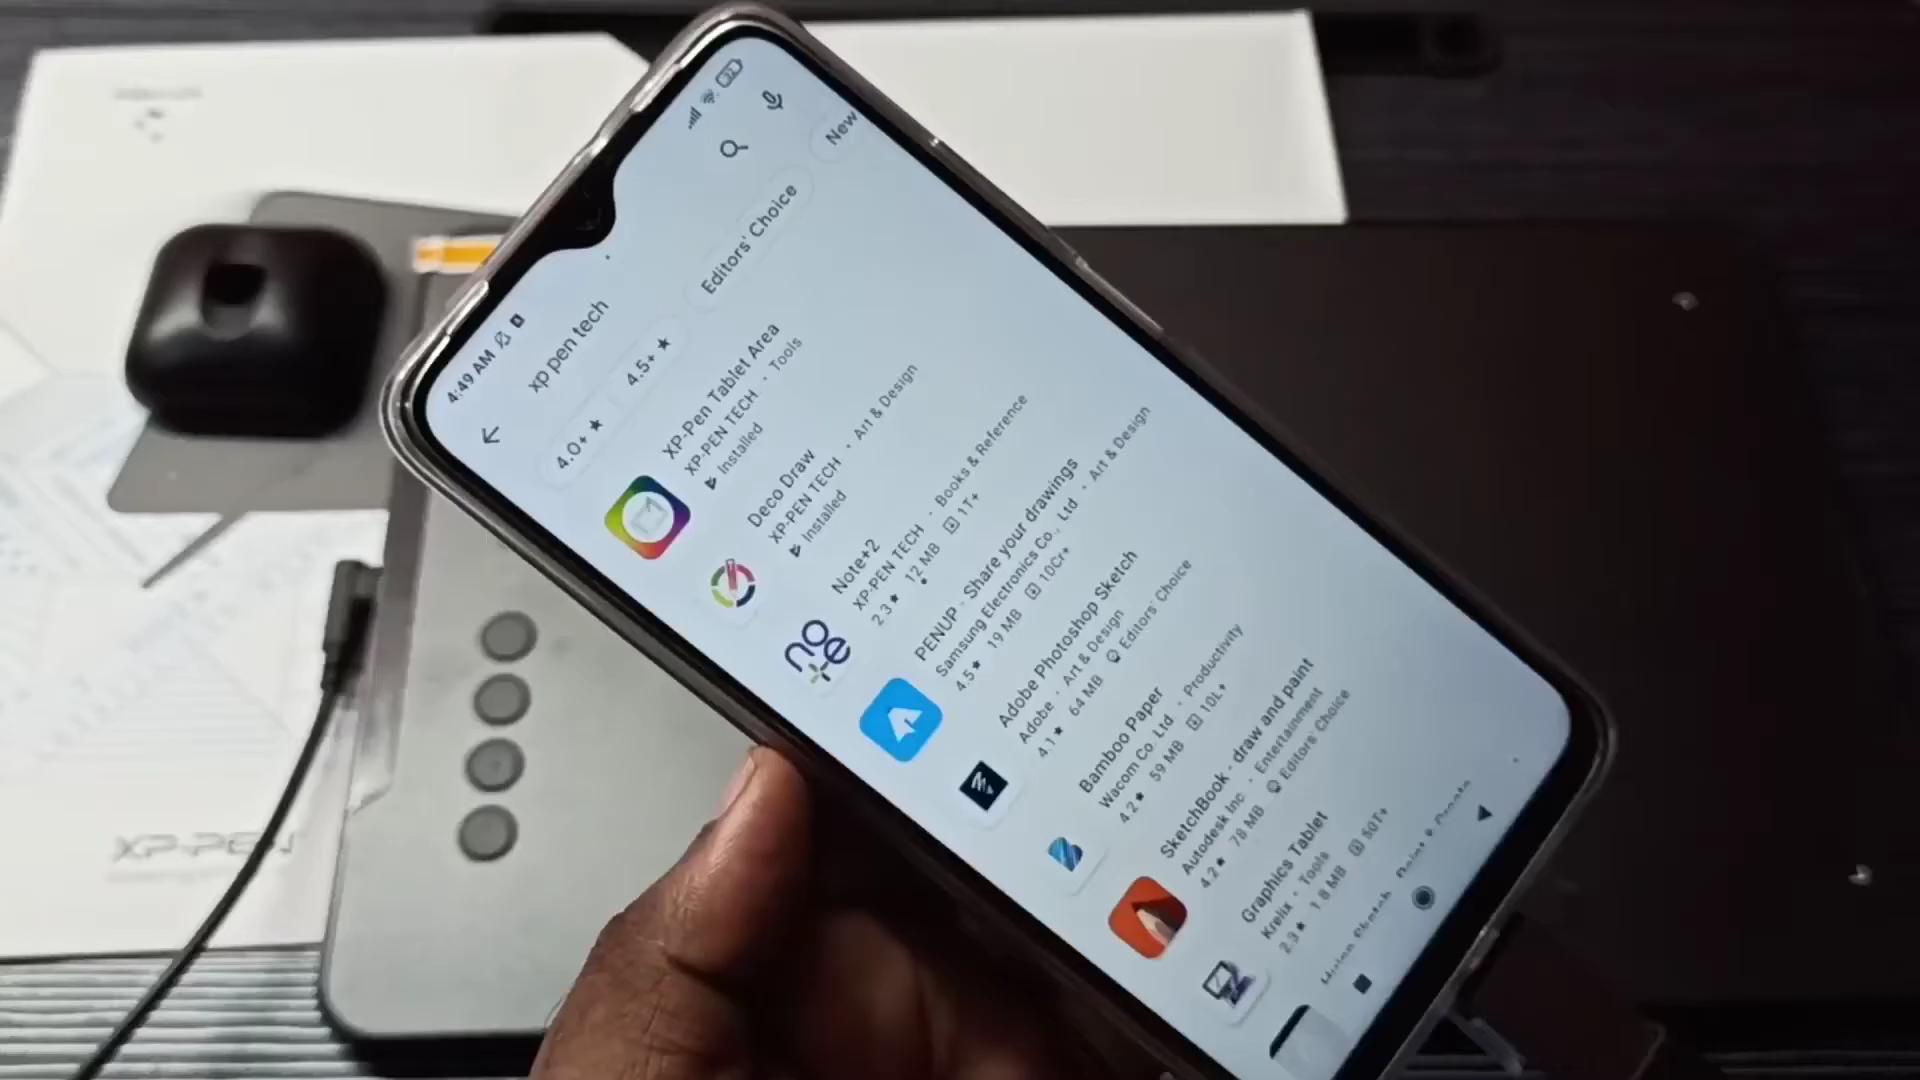 4:49 AM
32
xp pen tech
4.0+ ★
4.5+ ★
Editors' Choice
New
XP-Pen Tablet Area
XP-PEN TECH • Tools
Installed
Deco Draw
XP-PEN TECH • Art & Design
Installed
Note+2
XP-PEN TECH • Books & Reference
2.3★ 12 MB 1T+
PENUP - Share your drawings
Samsung Electronics Co., Ltd • Art & Design
4.5★ 19 MB 10Cr+
Adobe Photoshop Sketch
Adobe • Art & Design
4.1★ 64 MB Editors' Choice
Bamboo Paper
Wacom Co. Ltd • Productivity
4.2★ 59 MB 10L+
SketchBook - draw and paint
Autodesk Inc • Entertainment
4.2★ 78 MB Editors' Choice
Graphics Tablet
Krelix • Tools
2.3★ 1.8 MB 50T+
XP-PEN